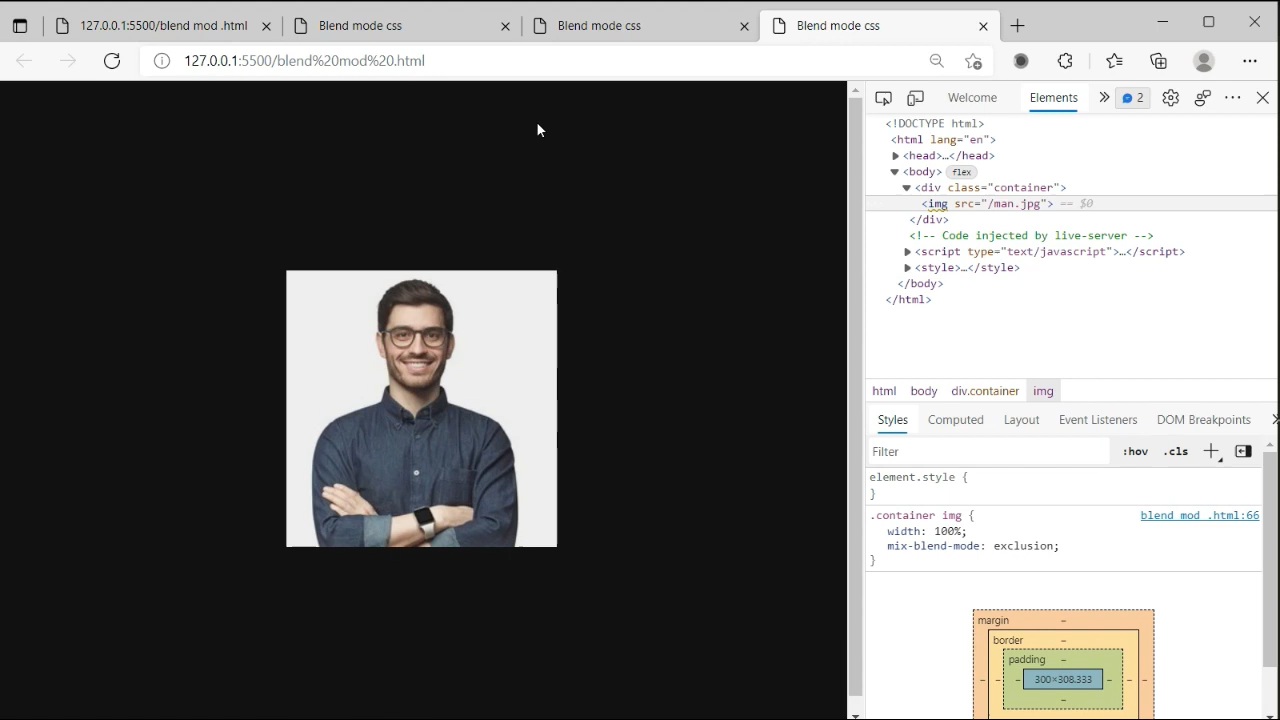 127.0.0.1:5500/blend mod .html
Blend mode css
Blend mode css
Blend mode css
127.0.0.1:5500/blend%20mod%20.html
Welcome
Elements
2
<!DOCTYPE html>
<html lang="en">
<head>…</head>
<body> flex
<div class="container">
<img src="/man.jpg"> == $0
</div>
<!-- Code injected by live-server -->
<script type="text/javascript">…</script>
<style>…</style>
</body>
</html>
html body div.container img
Styles Computed Layout Event Listeners DOM Breakpoints
Filter :hov .cls
element.style {
}
.container img { blend mod .html:66
width: 100%;
mix-blend-mode: exclusion;
}
margin –
border –
padding –
– – – 300×308.333 – – –
–